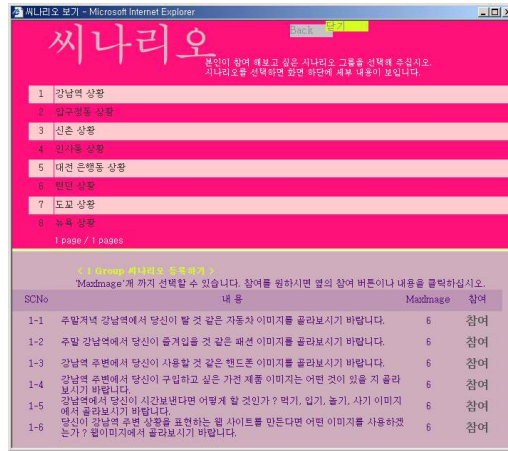 씨나리오 보기 - Microsoft Internet Explorer
씨나리오
Back
닫기
본인이 참여 해보고 싶은 시나리오 그룹을 선택해 주십시오.
시나리오를 선택하면 화면 하단에 세부 내용이 보입니다.
1 강남역 상황
2 압구정동 상황
3 신촌 상황
4 인사동 상황
5 대전 은행동 상황
6 런던 상황
7 도쿄 상황
8 뉴욕 상황
1 page / 1 pages
< 1 Group 씨나리오 등록하기 >
'MaxImage'개 까지 선택할 수 있습니다. 참여를 원하시면 옆의 참여 버튼이나 내용을 클릭하십시오.
SCNo 내 용 MaxImage 참여
1-1 주말저녁 강남역에서 당신이 탈 것 같은 자동차 이미지를 골라보시기 바랍니다. 6 참여
1-2 주말 강남역에서 당신이 즐겨입을 것 같은 패션 이미지를 골라보시기 바랍니다. 6 참여
1-3 강남역 주변에서 당신이 사용할 것 같은 핸드폰 이미지를 골라보시기 바랍니다. 6 참여
1-4 강남역 주변에서 당신이 구입하고 싶은 가전 제품 이미지는 어떤 것이 있을 지 골라
보시기 바랍니다. 6 참여
1-5 강남역에서 당신이 시간보낸다면 어떻게 할 것인가 ? 먹기, 입기, 놀기, 사기 이미지
에서 골라보시기 바랍니다. 6 참여
1-6 당신이 강남역 주변 상황을 표현하는 웹 사이트를 만든다면 어떤 이미지를 사용하겠
는가 ? 웹이미지에서 골라보시기 바랍니다. 6 참여